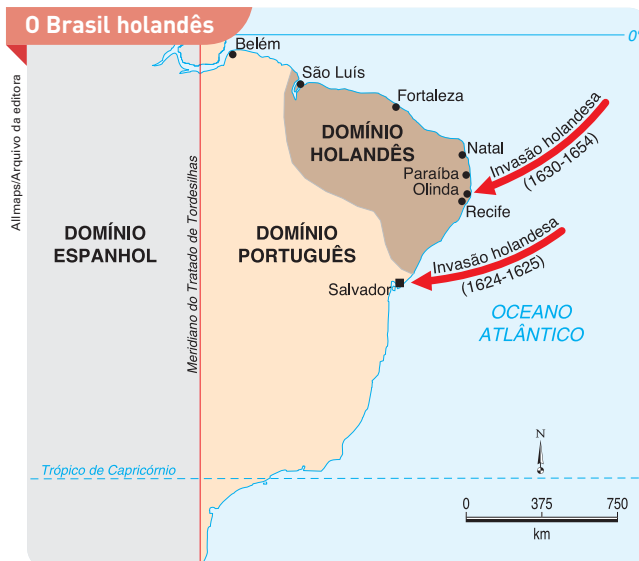 O Brasil holandês
Allmaps/Arquivo da editora
0°
Belém
São Luís
Fortaleza
DOMÍNIO
HOLANDÊS
Natal
Paraíba
Olinda
Recife
Invasão holandesa
(1630-1654)
Meridiano do Tratado de Tordesilhas
DOMÍNIO
ESPANHOL
DOMÍNIO
PORTUGUÊS
Invasão holandesa
(1624-1625)
Salvador
OCEANO
ATLÂNTICO
N
Trópico de Capricórnio
0 375 750
km